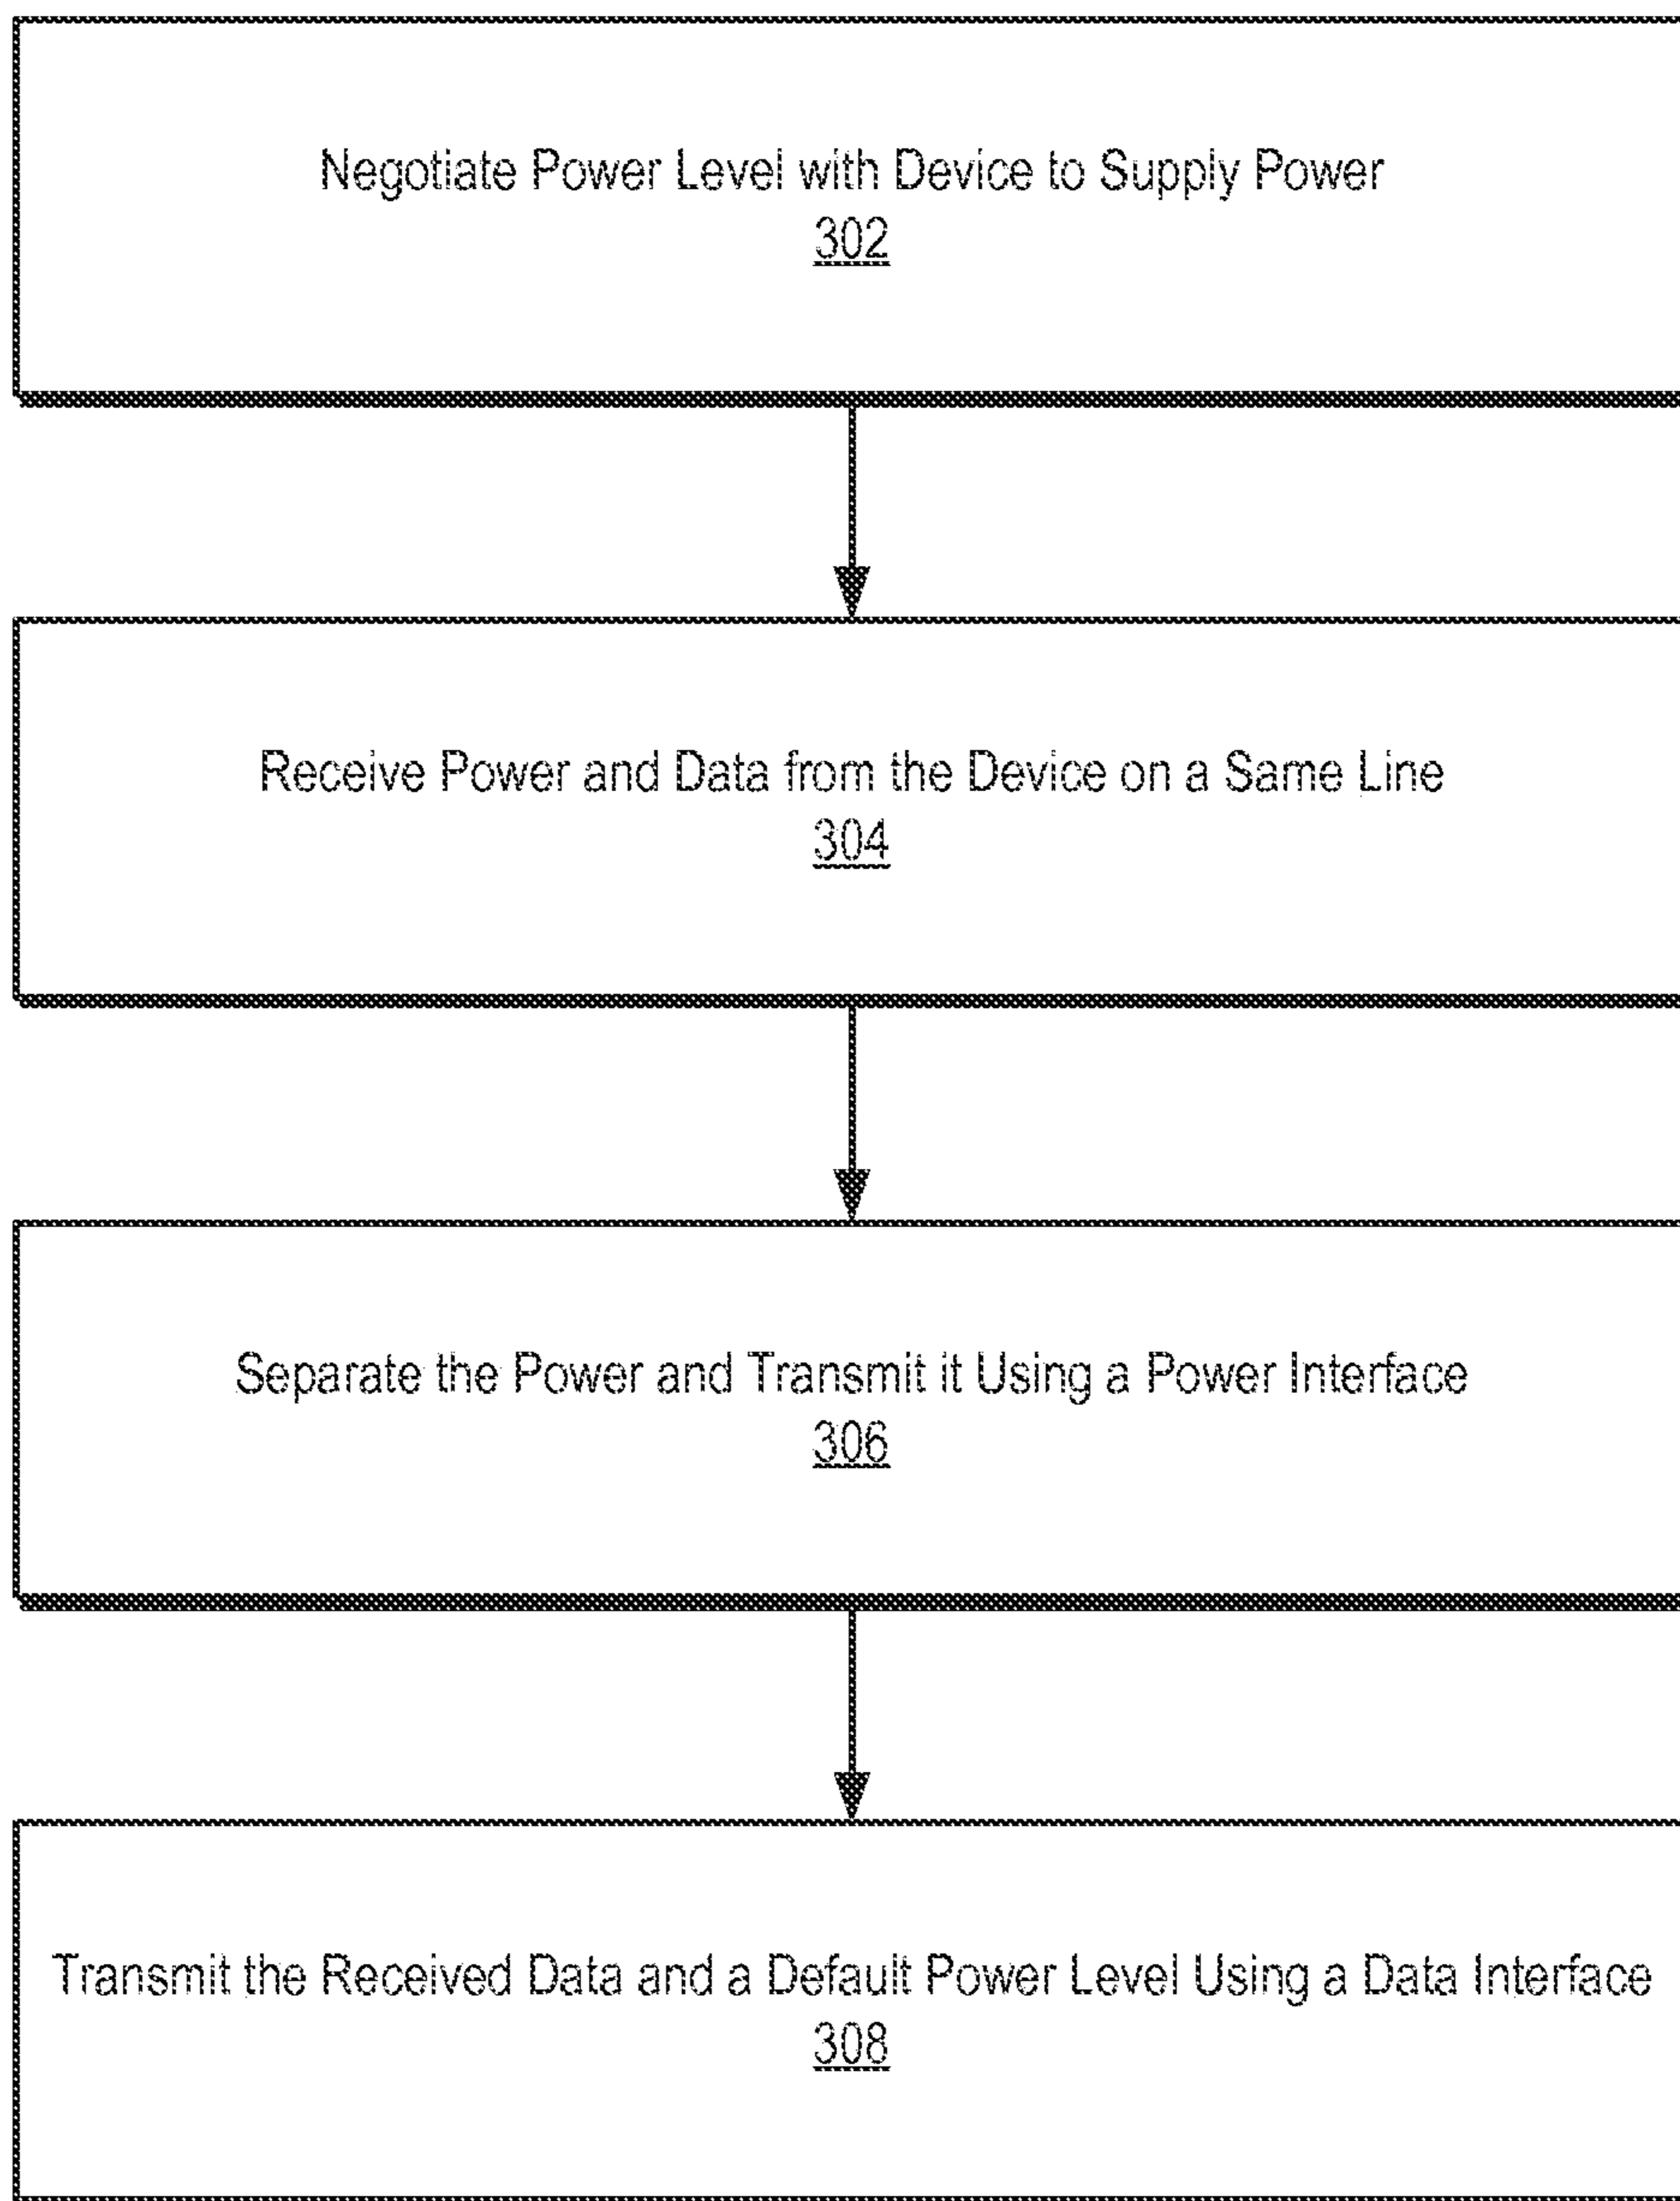 Negotiate Power Level with Device to Supply Power
302
Receive Power and Data from the Device on a Same Line
304
Separate the Power and Transmit it Using a Power Interface
306
Transmit the Received Data and a Default Power Level Using a Data Interface
308